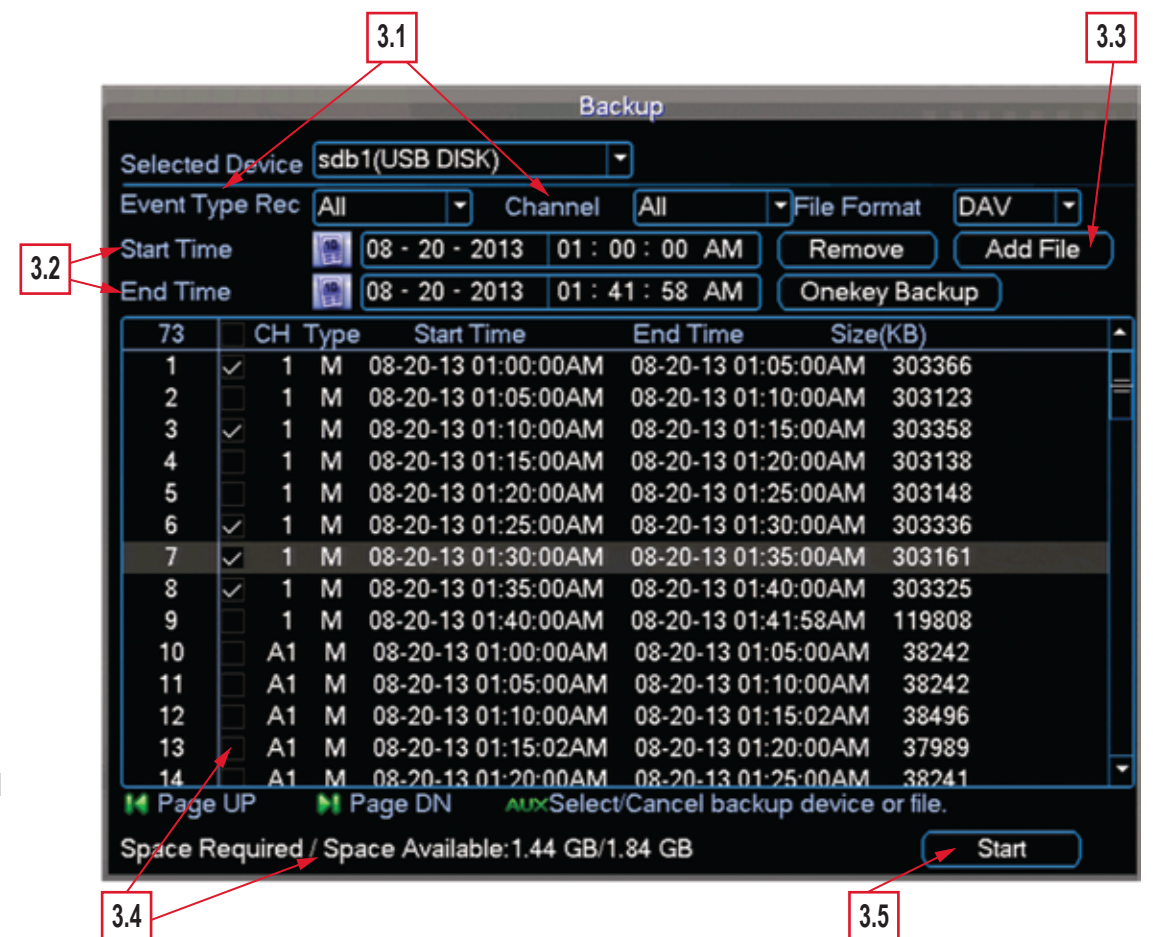 3.1
3.3
Backup
Selected Device sdb1(USB DISK)
Event Type Rec All Channel All File Format DAV
3.2
Start Time 08 - 20 - 2013 01 : 00 : 00 AM Remove Add File
End Time 08 - 20 - 2013 01 : 41 : 58 AM Onekey Backup
73 CH Type Start Time End Time Size(KB)
1 1 M 08-20-13 01:00:00AM 08-20-13 01:05:00AM 303366
2 1 M 08-20-13 01:05:00AM 08-20-13 01:10:00AM 303123
3 1 M 08-20-13 01:10:00AM 08-20-13 01:15:00AM 303358
4 1 M 08-20-13 01:15:00AM 08-20-13 01:20:00AM 303138
5 1 M 08-20-13 01:20:00AM 08-20-13 01:25:00AM 303148
6 1 M 08-20-13 01:25:00AM 08-20-13 01:30:00AM 303336
7 1 M 08-20-13 01:30:00AM 08-20-13 01:35:00AM 303161
8 1 M 08-20-13 01:35:00AM 08-20-13 01:40:00AM 303325
9 1 M 08-20-13 01:40:00AM 08-20-13 01:41:58AM 119808
10 A1 M 08-20-13 01:00:00AM 08-20-13 01:05:00AM 38242
11 A1 M 08-20-13 01:05:00AM 08-20-13 01:10:00AM 38242
12 A1 M 08-20-13 01:10:00AM 08-20-13 01:15:02AM 38496
13 A1 M 08-20-13 01:15:02AM 08-20-13 01:20:00AM 37989
14 A1 M 08-20-13 01:20:00AM 08-20-13 01:25:00AM 38241
Page UP Page DN AUX Select/Cancel backup device or file.
Space Required / Space Available:1.44 GB/1.84 GB Start
3.4
3.5